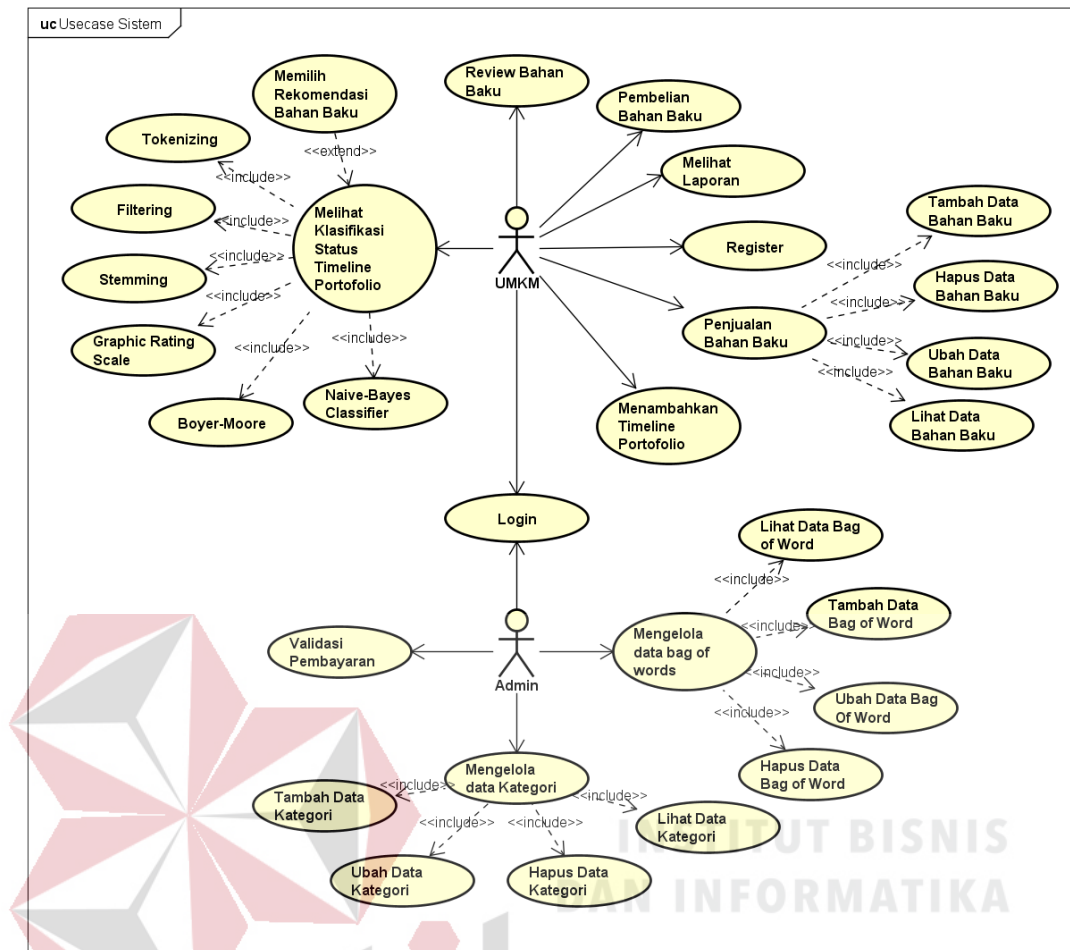 uc Usecase Sistem
Memilih
Rekomendasi
Bahan Baku
Review Bahan
Baku
Pembelian
Bahan Baku
Tokenizing
<<extend>>
Melihat
Laporan
<<include>>
Filtering
<<include>>
Melihat
Klasifikasi
Status
Timeline
Portofolio
UMKM
Register
Tambah Data
Bahan Baku
<<include>>
Stemming
<<include>>
Hapus Data
Bahan Baku
<<include>>
<<include>>
Graphic Rating
Scale
Penjualan
Bahan Baku
<<include>>
Ubah Data
Bahan Baku
<<include>>
<<include>>
<<include>>
Naive-Bayes
Classifier
Boyer-Moore
Menambahkan
Timeline
Portofolio
Lihat Data
Bahan Baku
Login
Lihat Data Bag
of Word
<<include>>
Validasi
Pembayaran
Admin
Mengelola
data bag of
words
<<include>>
Tambah Data
Bag of Word
<<include>>
Ubah Data Bag
Of Word
<<include>>
Hapus Data
Bag of Word
Mengelola
data Kategori
<<include>>
Tambah Data
Kategori
<<include>>
<<include>>
<<include>>
Lihat Data
Kategori
Ubah Data
Kategori
Hapus Data
Kategori
INSTITUT BISNIS
DAN INFORMATIKA